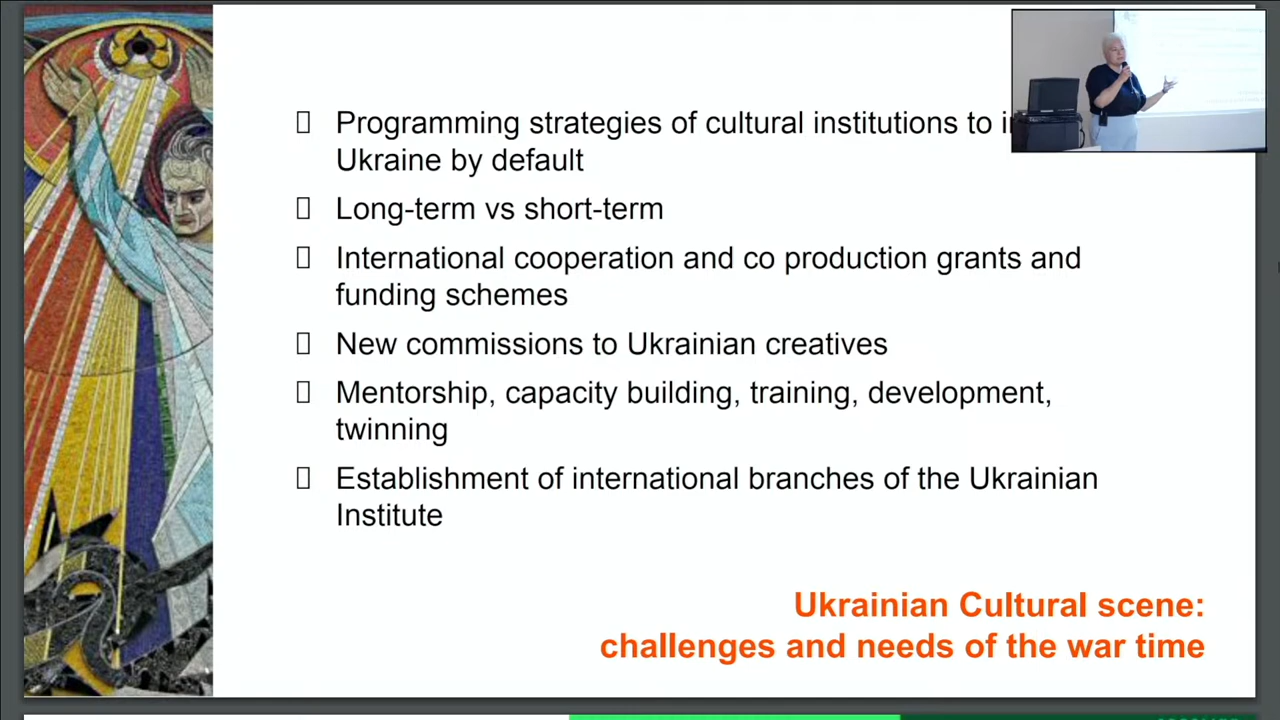 Programming strategies of cultural institutions to
Ukraine by default
Long-term vs short-term
International cooperation and co production grants and
funding schemes
New commissions to Ukrainian creatives
Mentorship, capacity building, training, development,
twinning
Establishment of international branches of the Ukrainian
Institute
Ukrainian Cultural scene:
challenges and needs of the war time